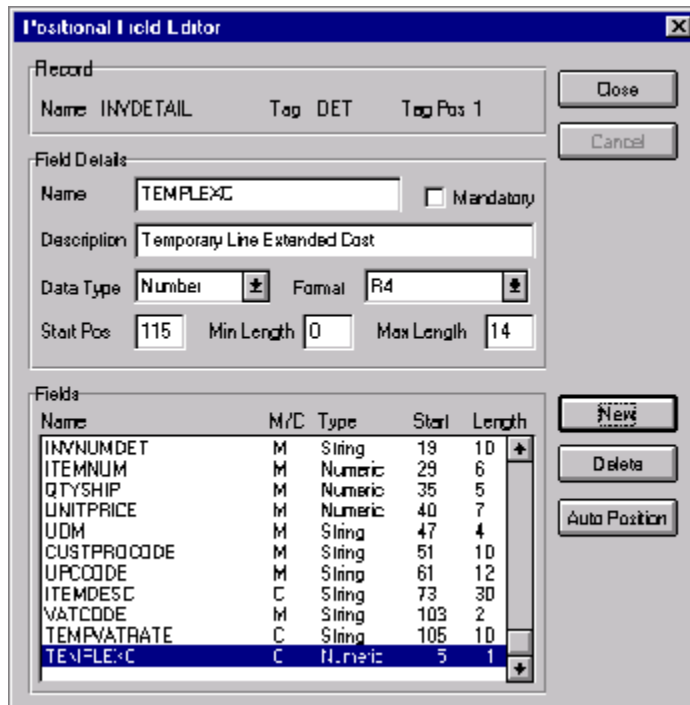 Positional Field Editor
Record
Name INVDETAIL Tag DET Tag Pos 1
Close
Cancel
Field Details
Name TEMPLEXC Mandatory
Description Temporary Line Extended Cost
Data Type Number Format R4
Start Pos 115 Min Length 0 Max Length 14
Fields
Name M/C Type Start Length
INVNUMDET M String 19 10
ITEMNUM M Numeric 29 6
QTYSHIP M Numeric 35 5
UNITPRICE M Numeric 40 7
UOM M String 47 4
CUSTPROCODE M String 51 10
UPCCODE M String 61 12
ITEMDESC C String 73 30
VATCODE M String 103 2
TEMPVATRATE C String 105 10
TEMPLEXC C Numeric 5 1
New
Delete
Auto Position